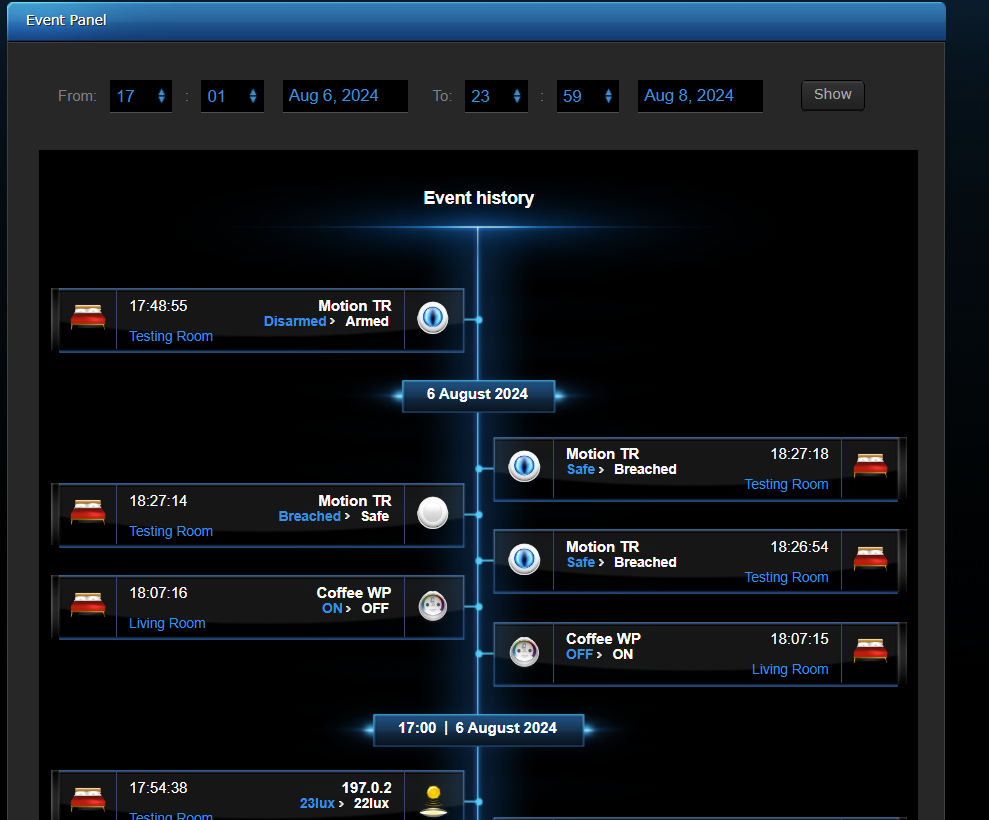 Event Panel
From: 17 : 01 Aug 6, 2024 To: 23 : 59 Aug 8, 2024 Show
Event history
17:48:55 Motion TR
Disarmed › Armed
Testing Room
6 August 2024
Motion TR 18:27:18
Safe › Breached
Testing Room
18:27:14 Motion TR
Breached › Safe
Testing Room
Motion TR 18:26:54
Safe › Breached
Testing Room
18:07:16 Coffee WP
ON › OFF
Living Room
Coffee WP 18:07:15
OFF › ON
Living Room
17:00 | 6 August 2024
17:54:38 197.0.2
23lux › 22lux
Testing Room